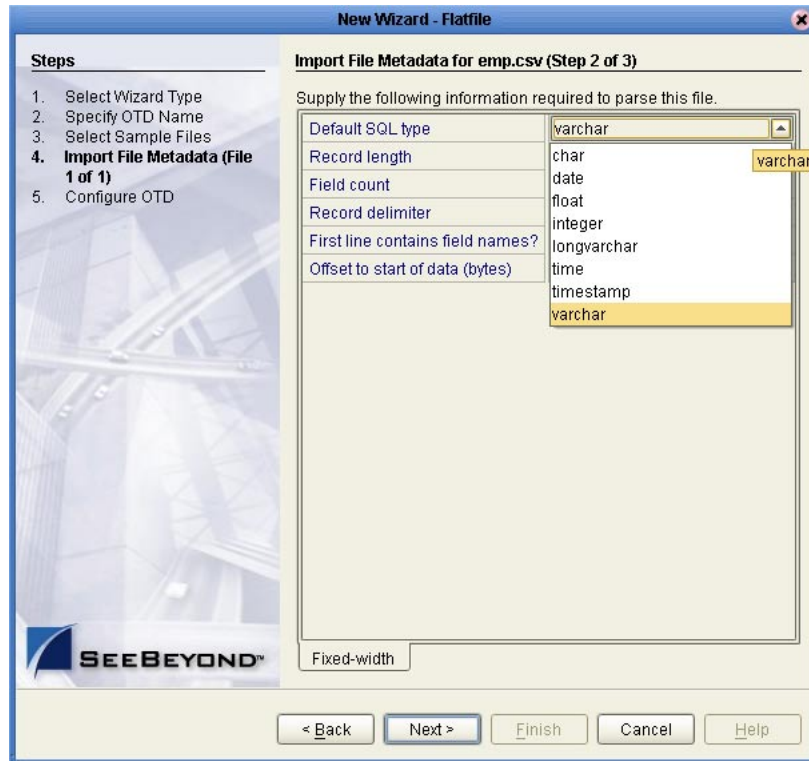 New Wizard - Flatfile
Steps
1. Select Wizard Type
2. Specify OTD Name
3. Select Sample Files
4. Import File Metadata (File
1 of 1)
5. Configure OTD
Import File Metadata for emp.csv (Step 2 of 3)
Supply the following information required to parse this file.
Default SQL type
varchar
Record length
Field count
Record delimiter
First line contains field names?
Offset to start of data (bytes)
char
date
float
integer
longvarchar
time
timestamp
varchar
varchar
Fixed-width
SEEBEYOND™
< Back
Next >
Finish
Cancel
Help